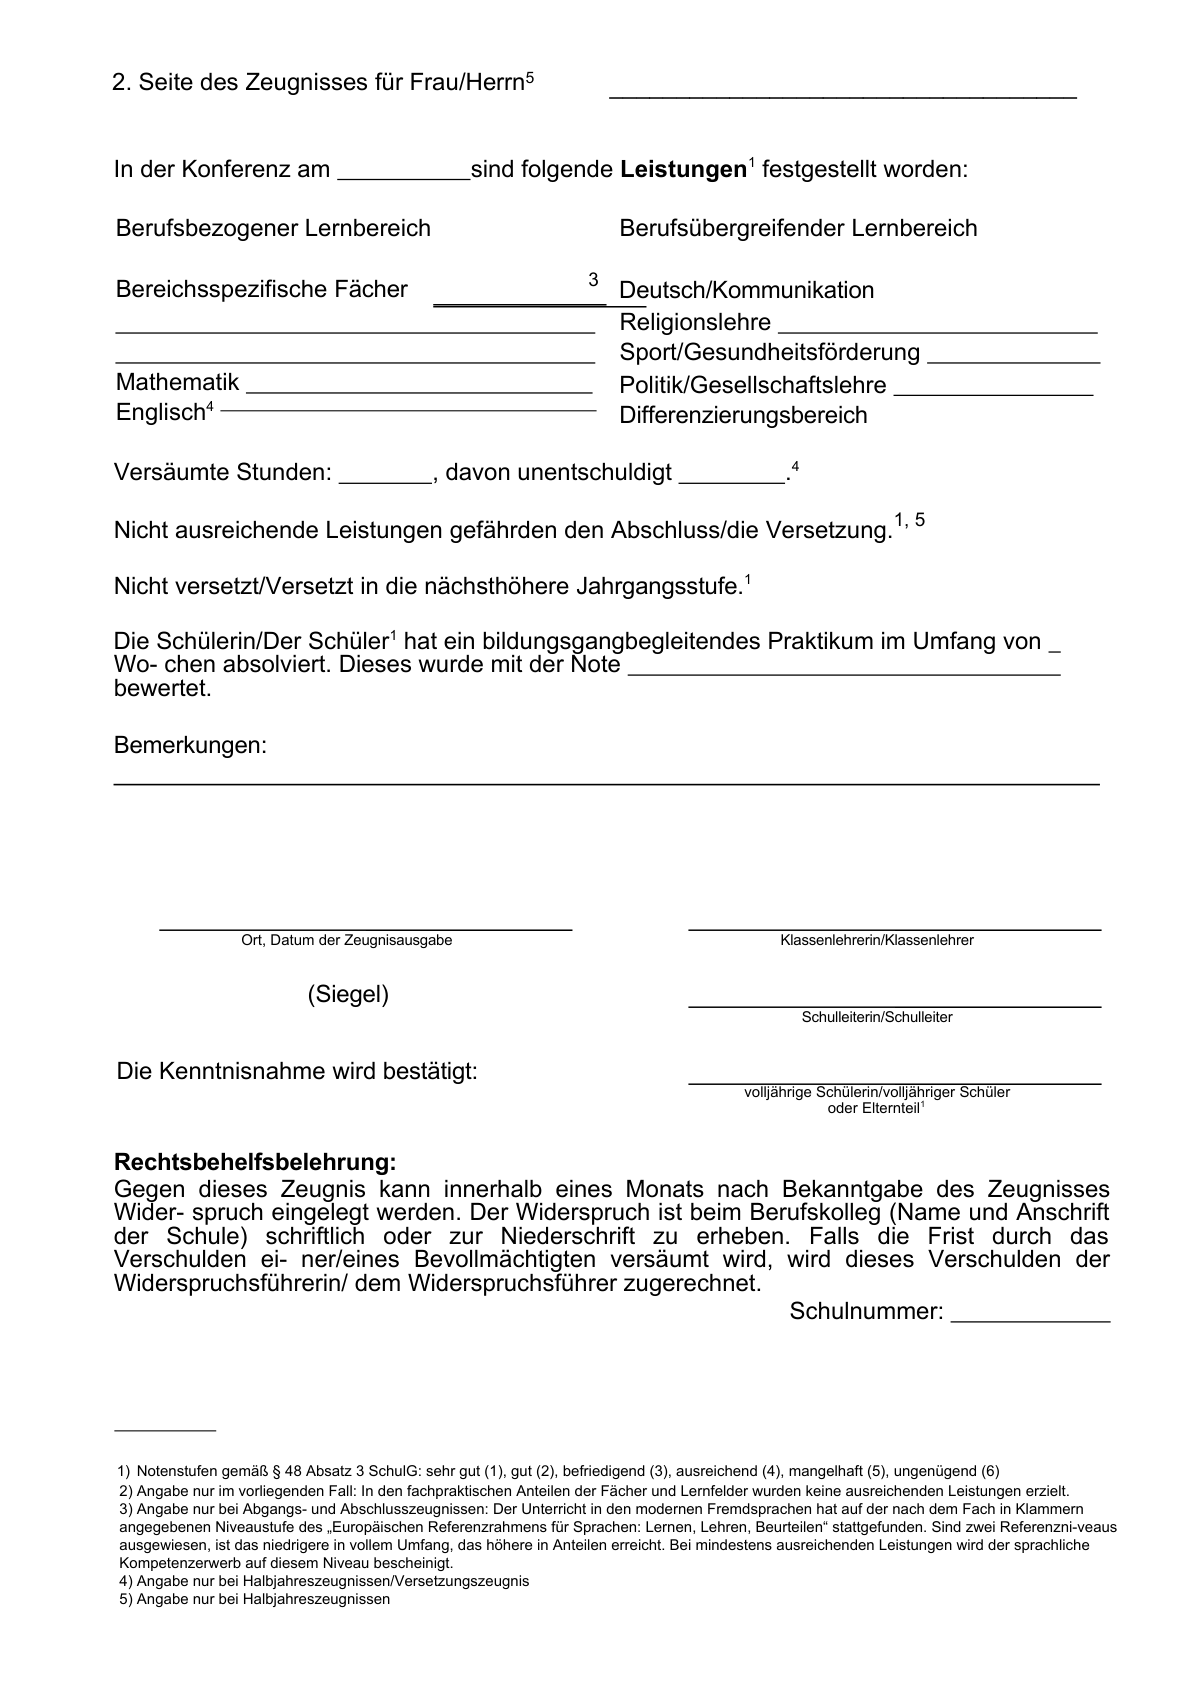 2. Seite des Zeugnisses für Frau/Herrn⁵ ___________________________________
In der Konferenz am __________sind folgende Leistungen¹ festgestellt worden:
Berufsbezogener Lernbereich
Bereichsspezifische Fächer _____________ ³
____________________________________
____________________________________
Mathematik __________________________
Englisch⁴ ____________________________
Berufsübergreifender Lernbereich
Deutsch/Kommunikation
Religionslehre ________________________
Sport/Gesundheitsförderung _____________
Politik/Gesellschaftslehre _______________
Differenzierungsbereich
Versäumte Stunden: _______, davon unentschuldigt ________.⁴
Nicht ausreichende Leistungen gefährden den Abschluss/die Versetzung.¹, ⁵
Nicht versetzt/Versetzt in die nächsthöhere Jahrgangsstufe.¹
Die Schülerin/Der Schüler¹ hat ein bildungsgangbegleitendes Praktikum im Umfang von _
Wo- chen absolviert. Dieses wurde mit der Note ________________________________
bewertet.
Bemerkungen:
Ort, Datum der Zeugnisausgabe
Klassenlehrerin/Klassenlehrer
(Siegel)
Schulleiterin/Schulleiter
Die Kenntnisnahme wird bestätigt:
volljährige Schülerin/volljähriger Schüler
oder Elternteil¹
Rechtsbehelfsbelehrung:
Gegen dieses Zeugnis kann innerhalb eines Monats nach Bekanntgabe des Zeugnisses
Wider- spruch eingelegt werden. Der Widerspruch ist beim Berufskolleg (Name und Anschrift
der Schule) schriftlich oder zur Niederschrift zu erheben. Falls die Frist durch das
Verschulden ei- ner/eines Bevollmächtigten versäumt wird, wird dieses Verschulden der
Widerspruchsführerin/ dem Widerspruchsführer zugerechnet.
Schulnummer: ____________
1) Notenstufen gemäß § 48 Absatz 3 SchulG: sehr gut (1), gut (2), befriedigend (3), ausreichend (4), mangelhaft (5), ungenügend (6)
2) Angabe nur im vorliegenden Fall: In den fachpraktischen Anteilen der Fächer und Lernfelder wurden keine ausreichenden Leistungen erzielt.
3) Angabe nur bei Abgangs- und Abschlusszeugnissen: Der Unterricht in den modernen Fremdsprachen hat auf der nach dem Fach in Klammern
angegebenen Niveaustufe des „Europäischen Referenzrahmens für Sprachen: Lernen, Lehren, Beurteilen“ stattgefunden. Sind zwei Referenzni-veaus
ausgewiesen, ist das niedrigere in vollem Umfang, das höhere in Anteilen erreicht. Bei mindestens ausreichenden Leistungen wird der sprachliche
Kompetenzerwerb auf diesem Niveau bescheinigt.
4) Angabe nur bei Halbjahreszeugnissen/Versetzungszeugnis
5) Angabe nur bei Halbjahreszeugnissen